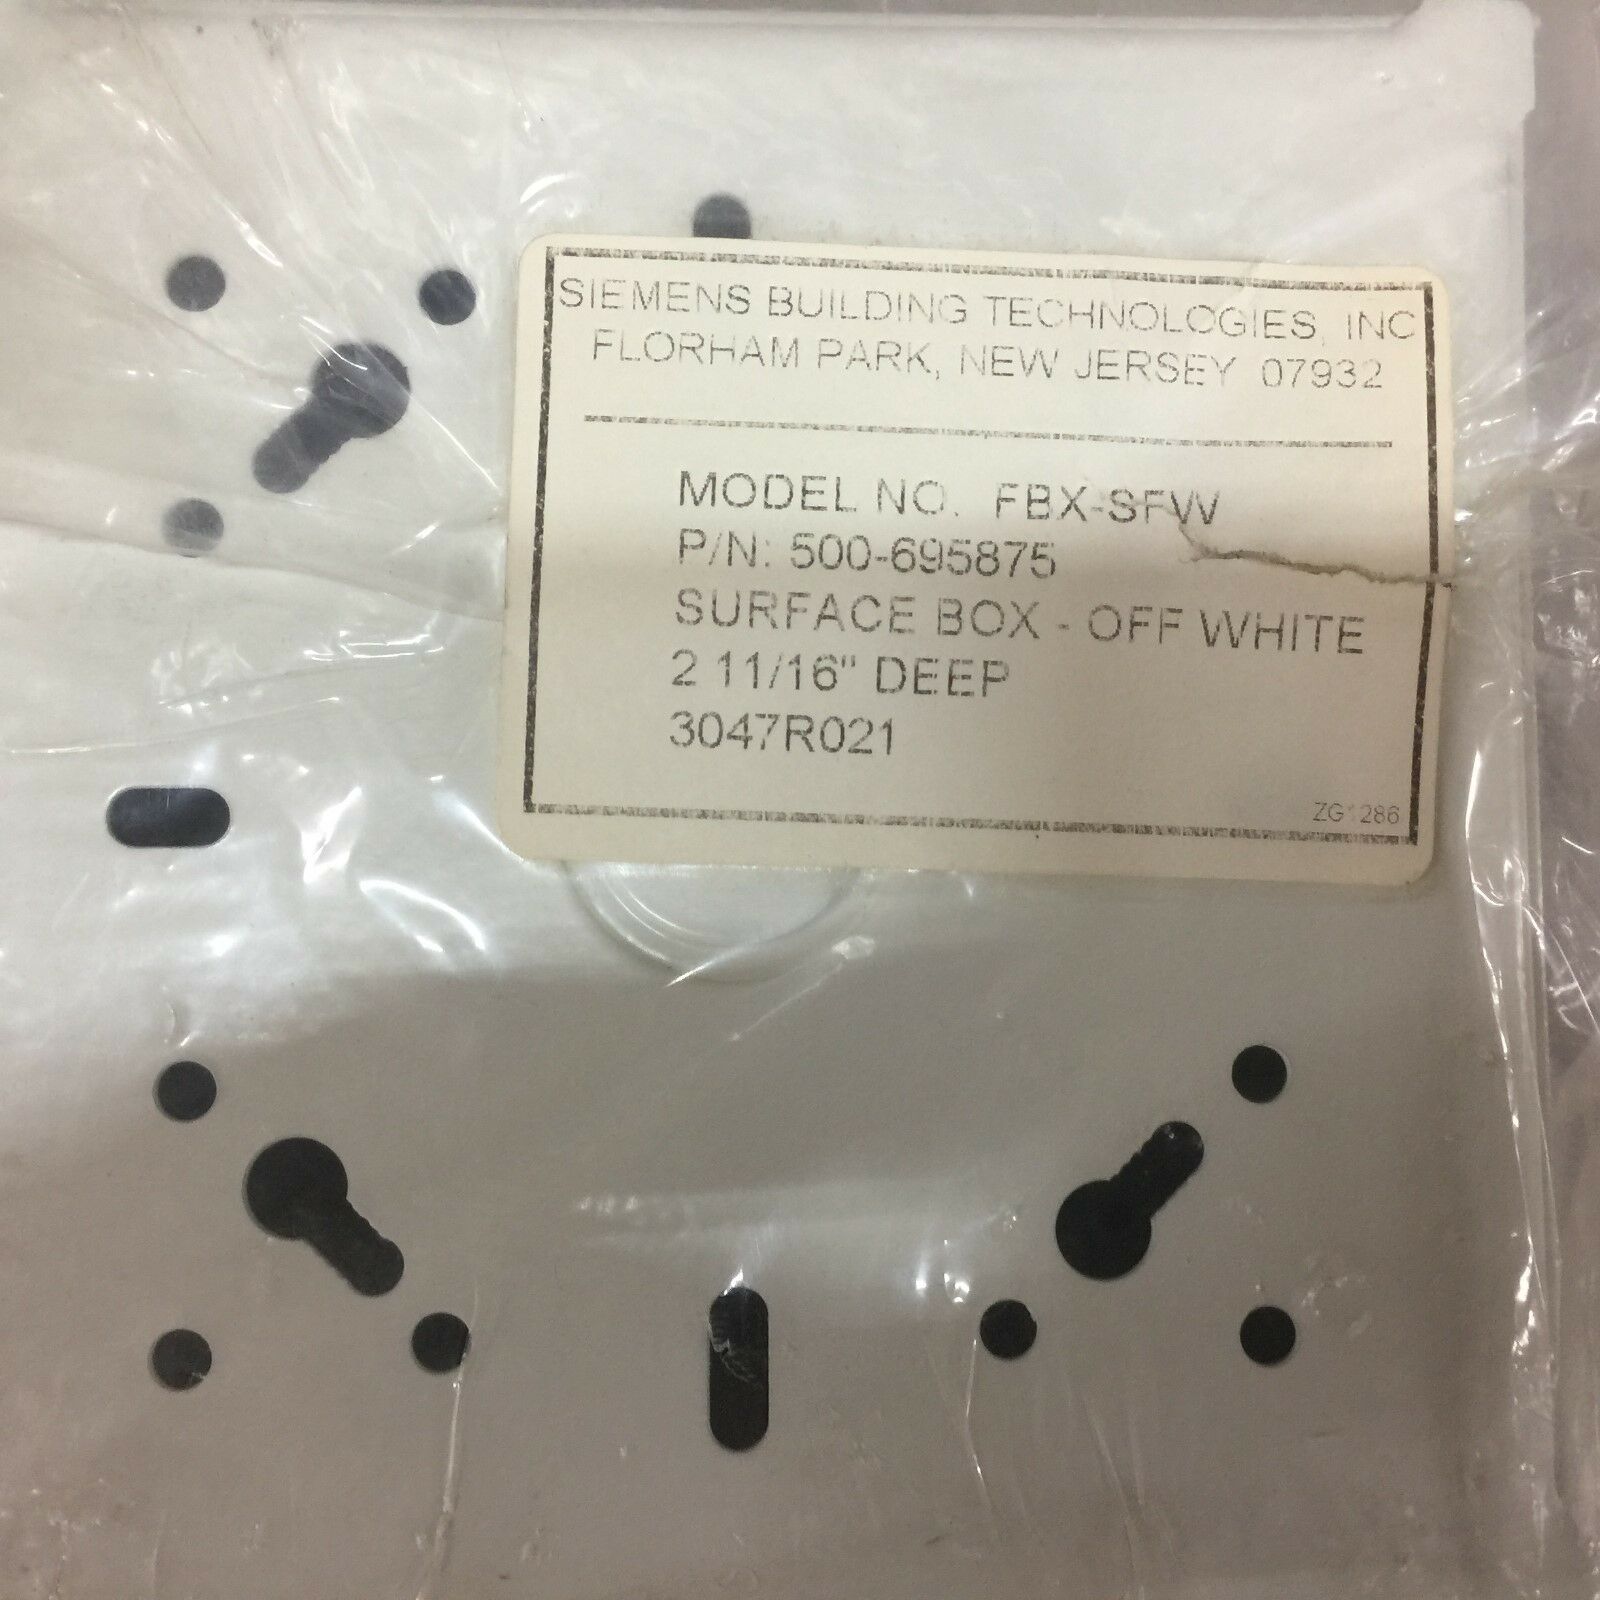 SIEMENS BUILDING TECHNOLOGIES, INC
FLORHAM PARK, NEW JERSEY 07932
MODEL NO. FBX-SFW
P/N: 500-695875
SURFACE BOX - OFF WHITE
2 11/16" DEEP
3047R021
ZG1286